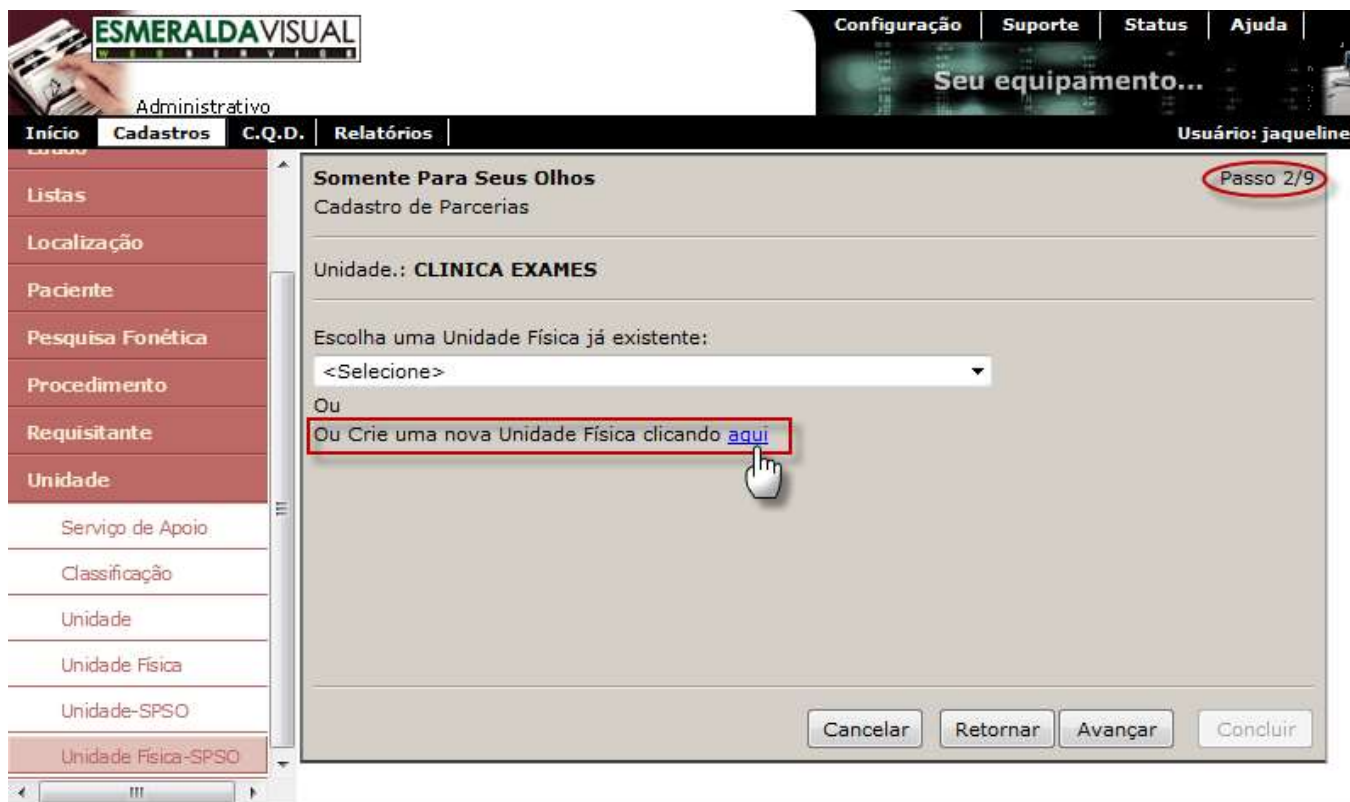 ESMERALDAVISUAL
WEBSERVICE
Administrativo
Configuração Suporte Status Ajuda
Seu equipamento...
Início Cadastros C.Q.D. Relatórios
Usuário: jaqueline
Listas
Localização
Paciente
Pesquisa Fonética
Procedimento
Requisitante
Unidade
Serviço de Apoio
Classificação
Unidade
Unidade Física
Unidade-SPSO
Unidade Física-SPSO
Somente Para Seus Olhos
Passo 2/9
Cadastro de Parcerias
Unidade.: CLINICA EXAMES
Escolha uma Unidade Física já existente:
<Selecione>
Ou
Ou Crie uma nova Unidade Física clicando aqui
Cancelar Retornar Avançar Concluir